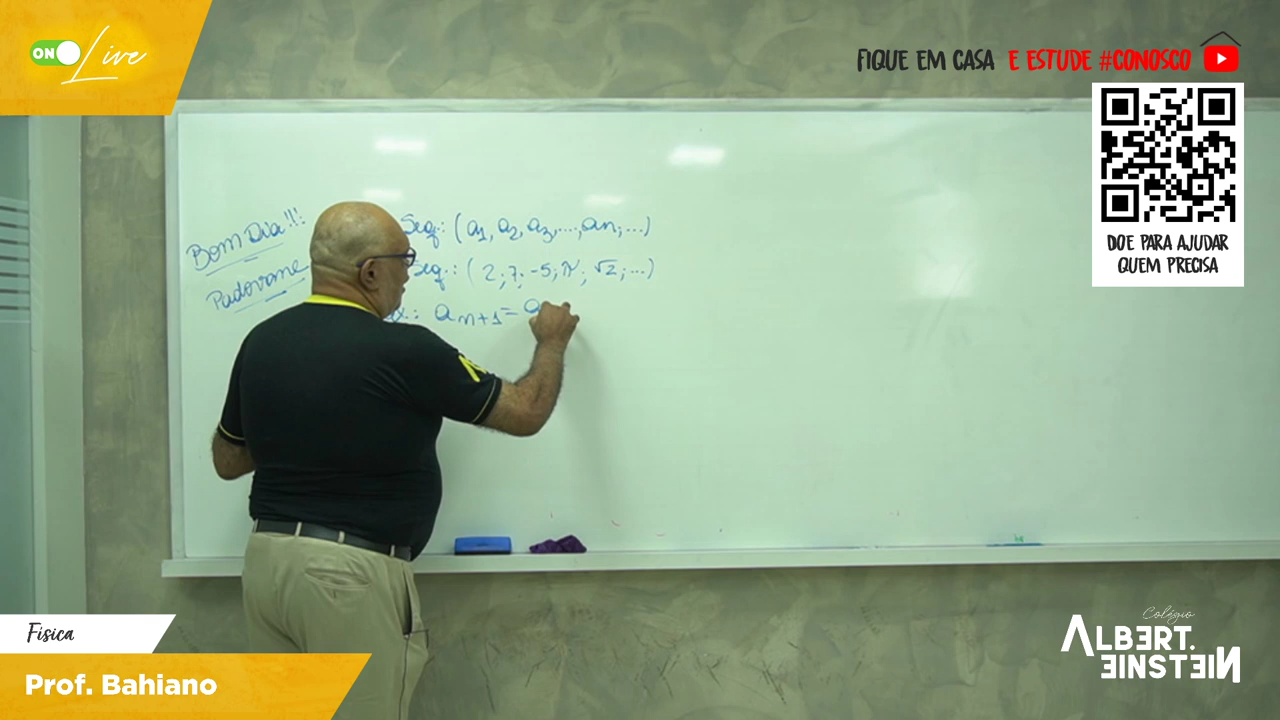 ON Live
FIQUE EM CASA E ESTUDE #CONOSCO
DOE PARA AJUDAR
QUEM PRECISA
BOM DIA!!!
Padovane
Seq.: (a1, a2, a3, ..., an, ...)
Seq.: (2; 7; -5; π; √2; ...)
x.: an+1 = a
Física
Prof. Bahiano
Colégio
ALBERT.
EINSTEIN